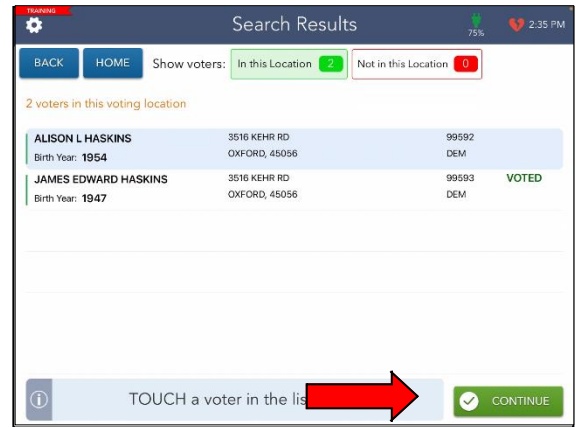 TRAINING
Search Results
75%
2:35 PM
BACK
HOME
Show voters:
In this Location 2
Not in this Location 0
2 voters in this voting location
ALISON L HASKINS 3516 KEHR RD 99592
Birth Year: 1954 OXFORD, 45056 DEM
JAMES EDWARD HASKINS 3516 KEHR RD 99593 VOTED
Birth Year: 1947 OXFORD, 45056 DEM
TOUCH a voter in the lis
CONTINUE